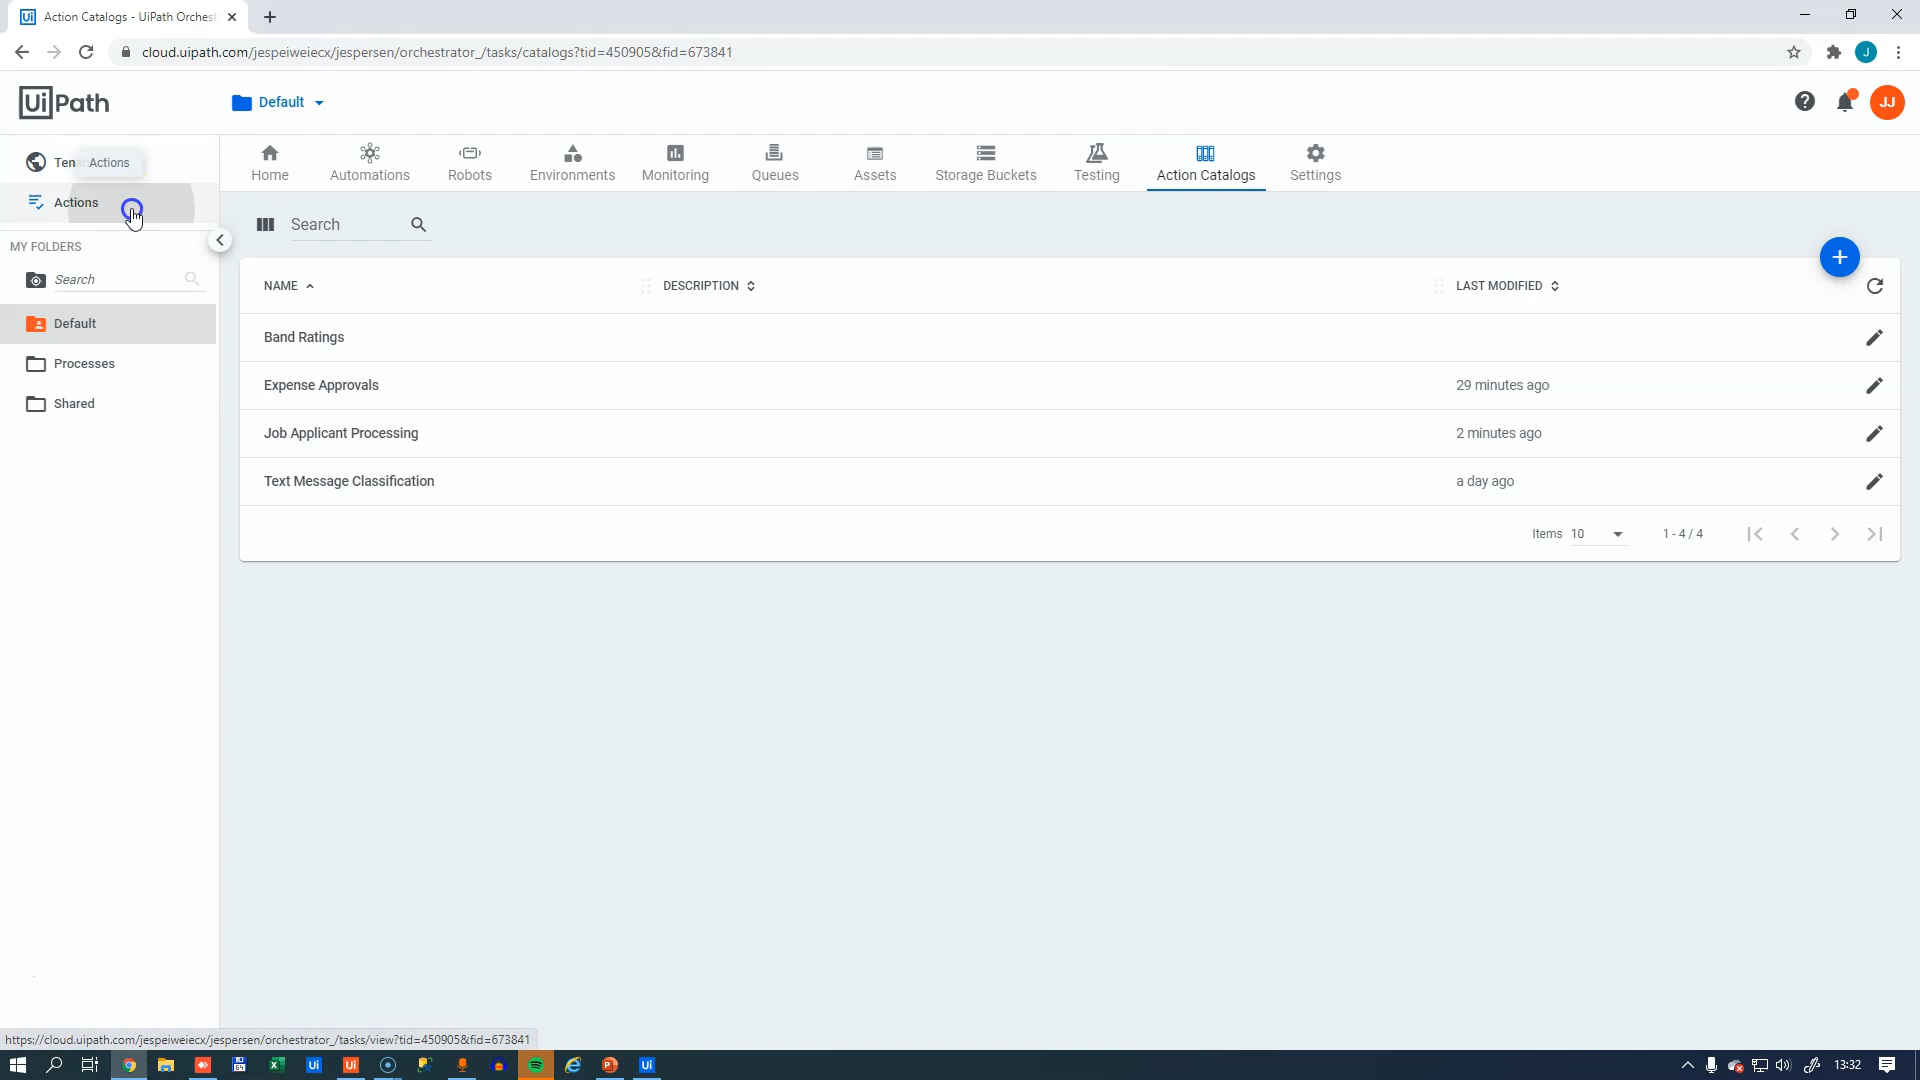 Action Catalogs - UiPath Orchest
cloud.uipath.com/jespeiweiecx/jespersen/orchestrator_/tasks/catalogs?tid=450905&fid=673841
J
UiPath
Default
JJ
Ten
Actions
Actions
MY FOLDERS
Search
Default
Processes
Shared
Home
Automations
Robots
Environments
Monitoring
Queues
Assets
Storage Buckets
Testing
Action Catalogs
Settings
Search
NAME
DESCRIPTION
LAST MODIFIED
Band Ratings
Expense Approvals
29 minutes ago
Job Applicant Processing
2 minutes ago
Text Message Classification
a day ago
Items 10
1 - 4 / 4
https://cloud.uipath.com/jespeiweiecx/jespersen/orchestrator_/tasks/view?tid=450905&fid=673841
13:32